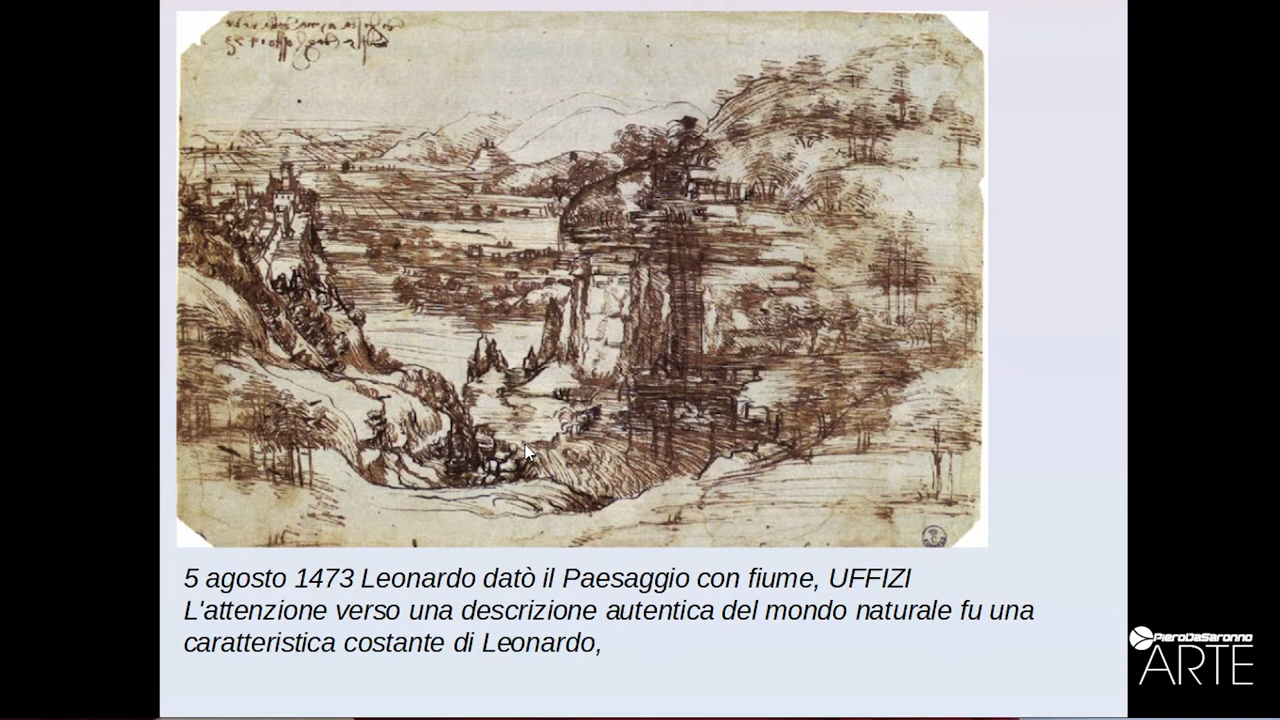 5 agosto 1473 Leonardo datò il Paesaggio con fiume, UFFIZI
L'attenzione verso una descrizione autentica del mondo naturale fu una
caratteristica costante di Leonardo,
PieroDaSaronno
ARTE